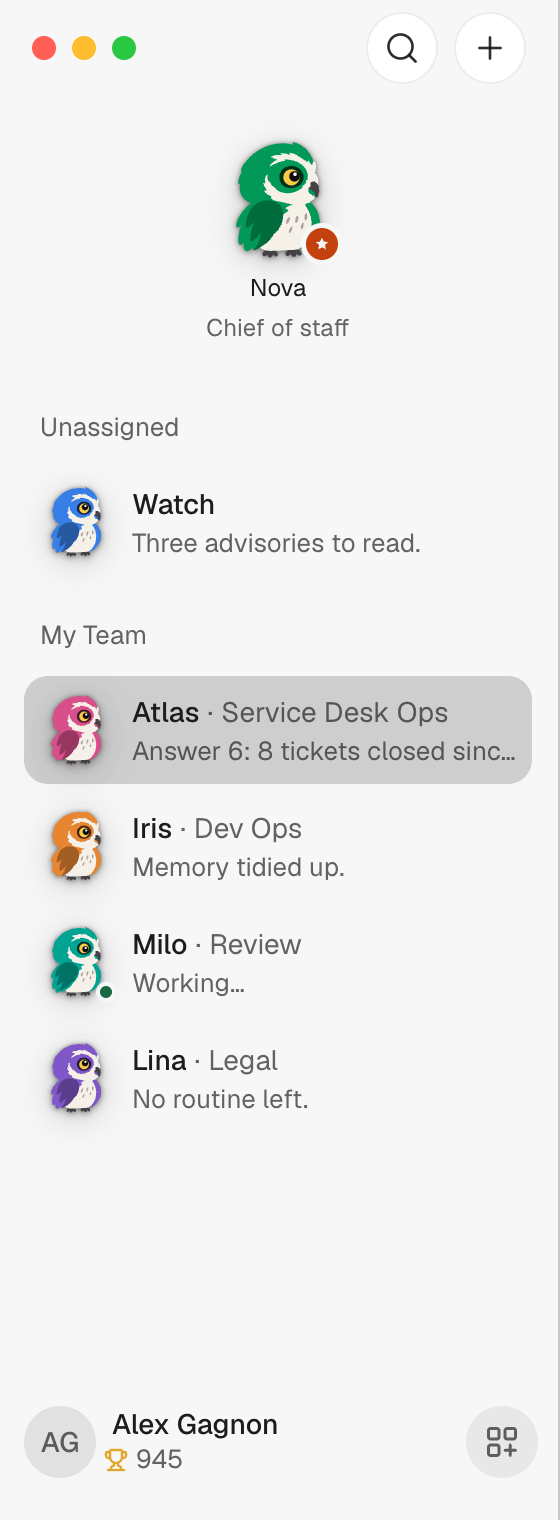 Nova
Chief of staff
Unassigned
Watch
Three advisories to read.
My Team
Atlas · Service Desk Ops
Answer 6: 8 tickets closed sinc…
Iris · Dev Ops
Memory tidied up.
Milo · Review
Working…
Lina · Legal
No routine left.
AG
Alex Gagnon
945